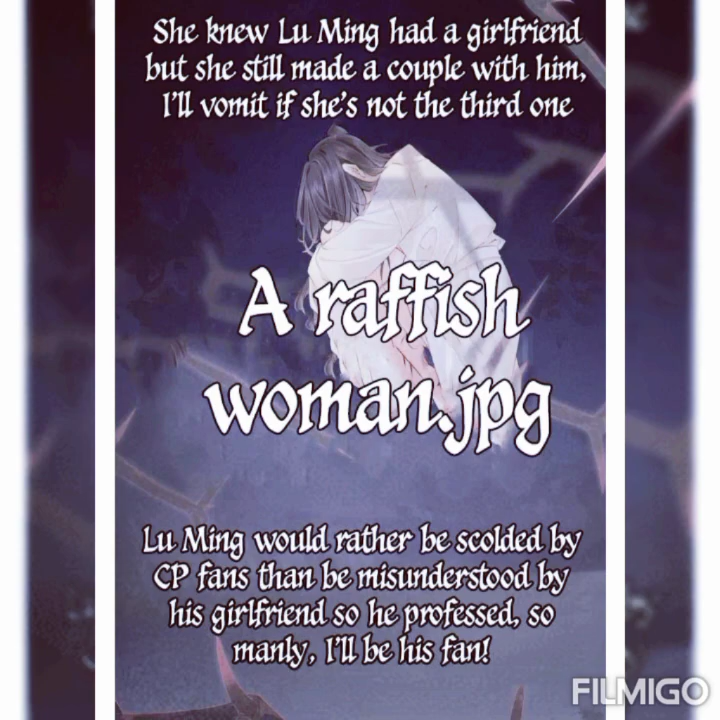 She knew Lu Ming had a girlfriend
but she still made a couple with him,
I'll vomit if she's not the third one
A raffish
woman.jpg
Lu Ming would rather be scolded by
CP fans than be misunderstood by
his girlfriend so he professed, so
manly, I'll be his fan!
FILMIGO